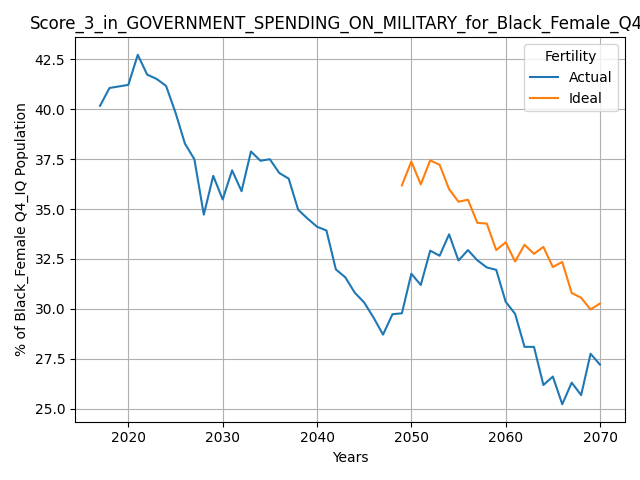 Score_3_in_GOVERNMENT_SPENDING_ON_MILITARY_for_Black_Female_Q4
Fertility
Actual
Ideal
% of Black_Female Q4_IQ Population
42.5
40.0
37.5
35.0
32.5
30.0
27.5
25.0
2020 2030 2040 2050 2060 2070
Years